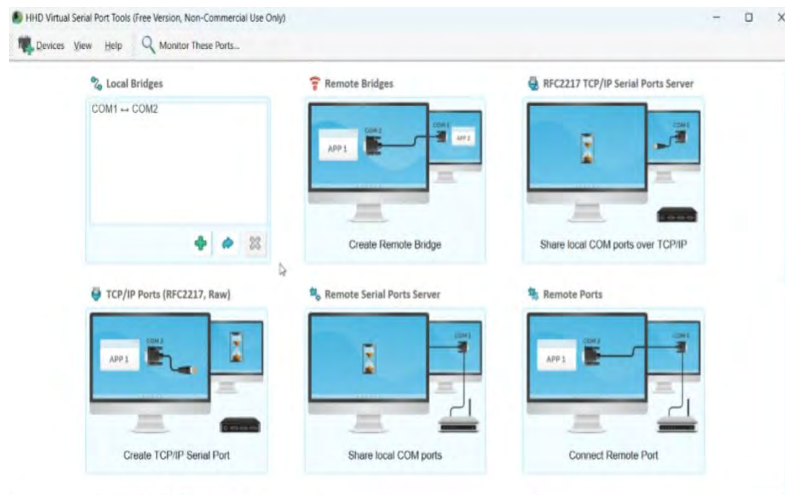 HHD Virtual Serial Port Tools (Free Version, Non-Commercial Use Only)
Devices View Help Monitor These Ports...
Local Bridges
COM1 ↔ COM2
Remote Bridges
APP 1
COM 2
COM 1
APP 2
Create Remote Bridge
RFC2217 TCP/IP Serial Ports Server
COM 1
Share local COM ports over TCP/IP
TCP/IP Ports (RFC2217, Raw)
APP 1
COM 2
Create TCP/IP Serial Port
Remote Serial Ports Server
COM 1
Share local COM ports
Remote Ports
APP 1
COM 2
COM 1
Connect Remote Port